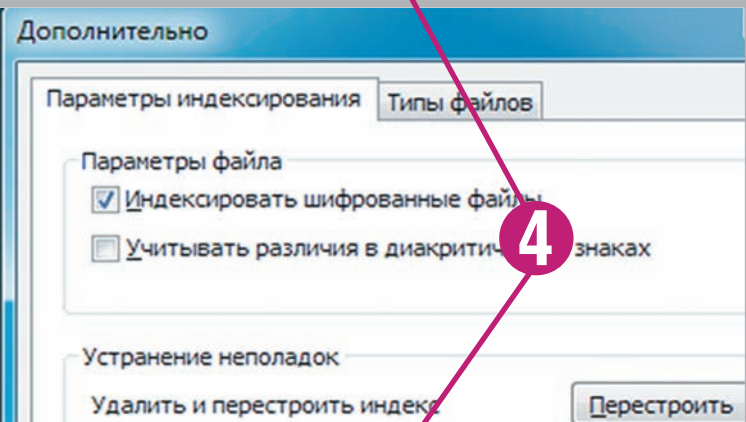 Дополнительно
Параметры индексирования Типы файлов
Параметры файла
Индексировать шифрованные файлы
Учитывать различия в диакритич знаках
4
Устранение неполадок
Удалить и перестроить индекс Перестроить